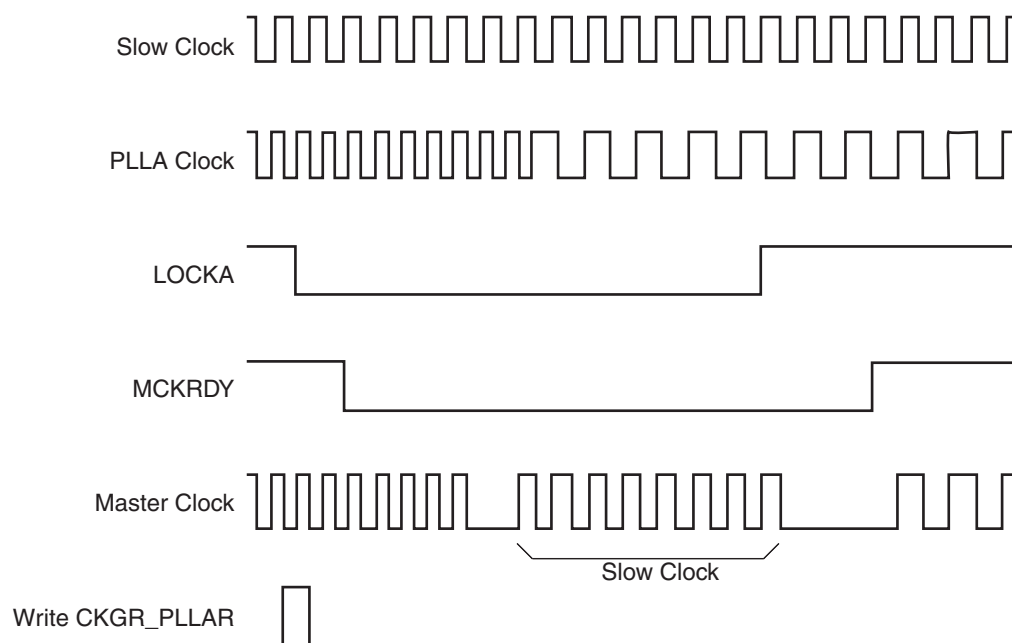 Slow Clock
PLLA Clock
LOCKA
MCKRDY
Master Clock
Slow Clock
Write CKGR_PLLAR